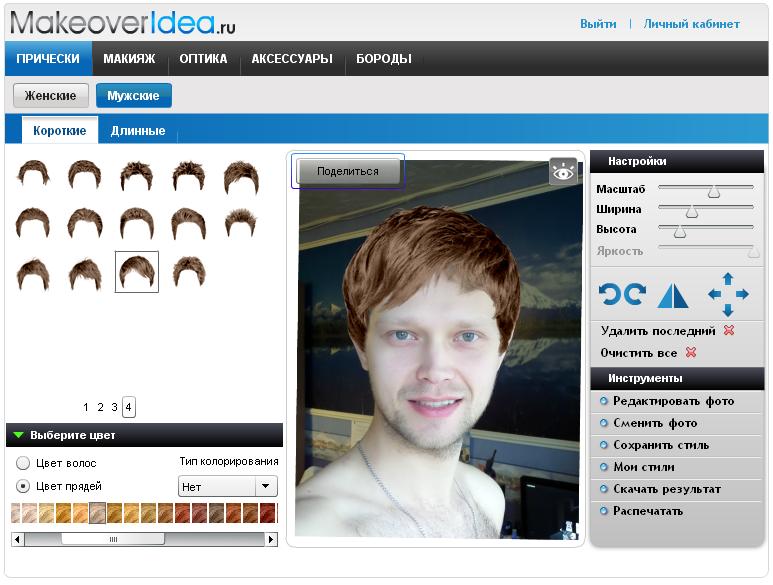 MakeoverIdea.ru
Выйти | Личный кабинет
ПРИЧЕСКИ МАКИЯЖ ОПТИКА АКСЕССУАРЫ БОРОДЫ
Женские Мужские
Короткие Длинные
Поделиться
Настройки
Масштаб
Ширина
Высота
Яркость
Удалить последний
Очистить все
Инструменты
Редактировать фото
Сменить фото
Сохранить стиль
Мои стили
Скачать результат
Распечатать
1 2 3 4
Выберите цвет
Цвет волос Тип колорирования
Цвет прядей Нет